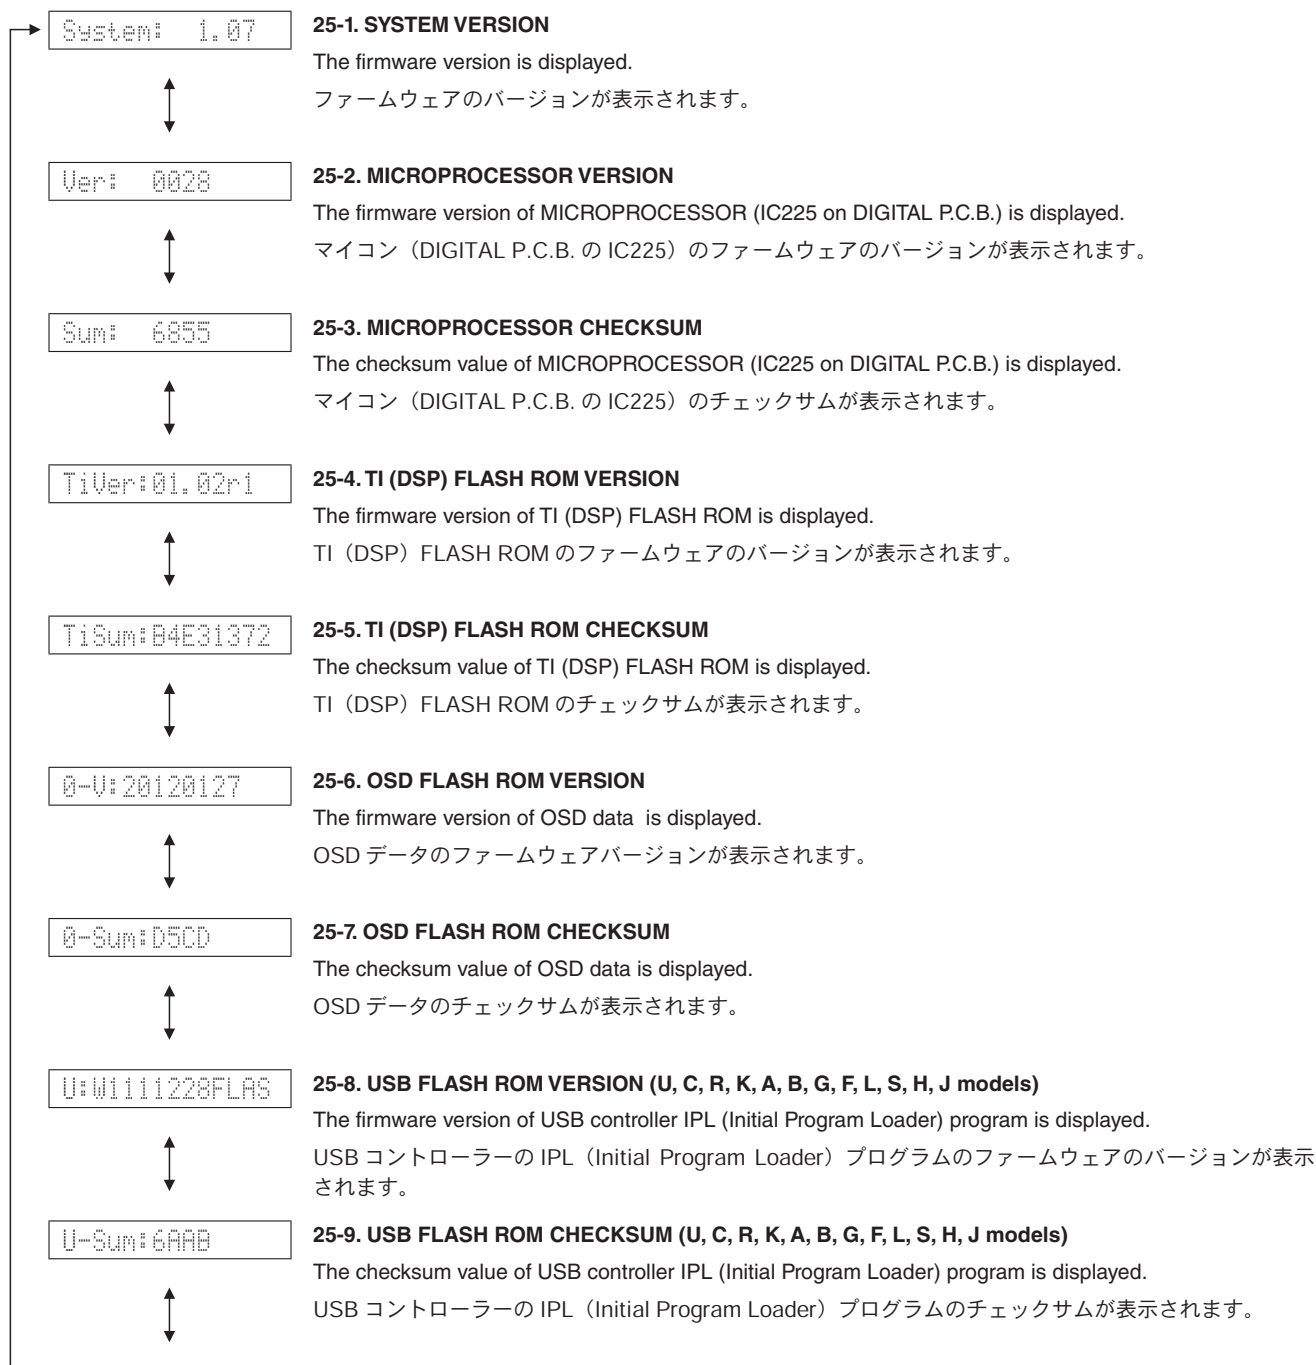 System: 1.07
25-1. SYSTEM VERSION
The firmware version is displayed.
ファームウェアのバージョンが表示されます。
Ver: 0028
25-2. MICROPROCESSOR VERSION
The firmware version of MICROPROCESSOR (IC225 on DIGITAL P.C.B.) is displayed.
マイコン（DIGITAL P.C.B. の IC225）のファームウェアのバージョンが表示されます。
Sum: 6855
25-3. MICROPROCESSOR CHECKSUM
The checksum value of MICROPROCESSOR (IC225 on DIGITAL P.C.B.) is displayed.
マイコン（DIGITAL P.C.B. の IC225）のチェックサムが表示されます。
TiVer:01.02r1
25-4. TI (DSP) FLASH ROM VERSION
The firmware version of TI (DSP) FLASH ROM is displayed.
TI（DSP）FLASH ROM のファームウェアのバージョンが表示されます。
TiSum:B4E31372
25-5. TI (DSP) FLASH ROM CHECKSUM
The checksum value of TI (DSP) FLASH ROM is displayed.
TI（DSP）FLASH ROM のチェックサムが表示されます。
0-V:20120127
25-6. OSD FLASH ROM VERSION
The firmware version of OSD data is displayed.
OSD データのファームウェアバージョンが表示されます。
0-Sum:D5CD
25-7. OSD FLASH ROM CHECKSUM
The checksum value of OSD data is displayed.
OSD データのチェックサムが表示されます。
U:W1111228FLAS
25-8. USB FLASH ROM VERSION (U, C, R, K, A, B, G, F, L, S, H, J models)
The firmware version of USB controller IPL (Initial Program Loader) program is displayed.
USB コントローラーの IPL（Initial Program Loader）プログラムのファームウェアのバージョンが表示
されます。
U-Sum:6AAB
25-9. USB FLASH ROM CHECKSUM (U, C, R, K, A, B, G, F, L, S, H, J models)
The checksum value of USB controller IPL (Initial Program Loader) program is displayed.
USB コントローラーの IPL（Initial Program Loader）プログラムのチェックサムが表示されます。